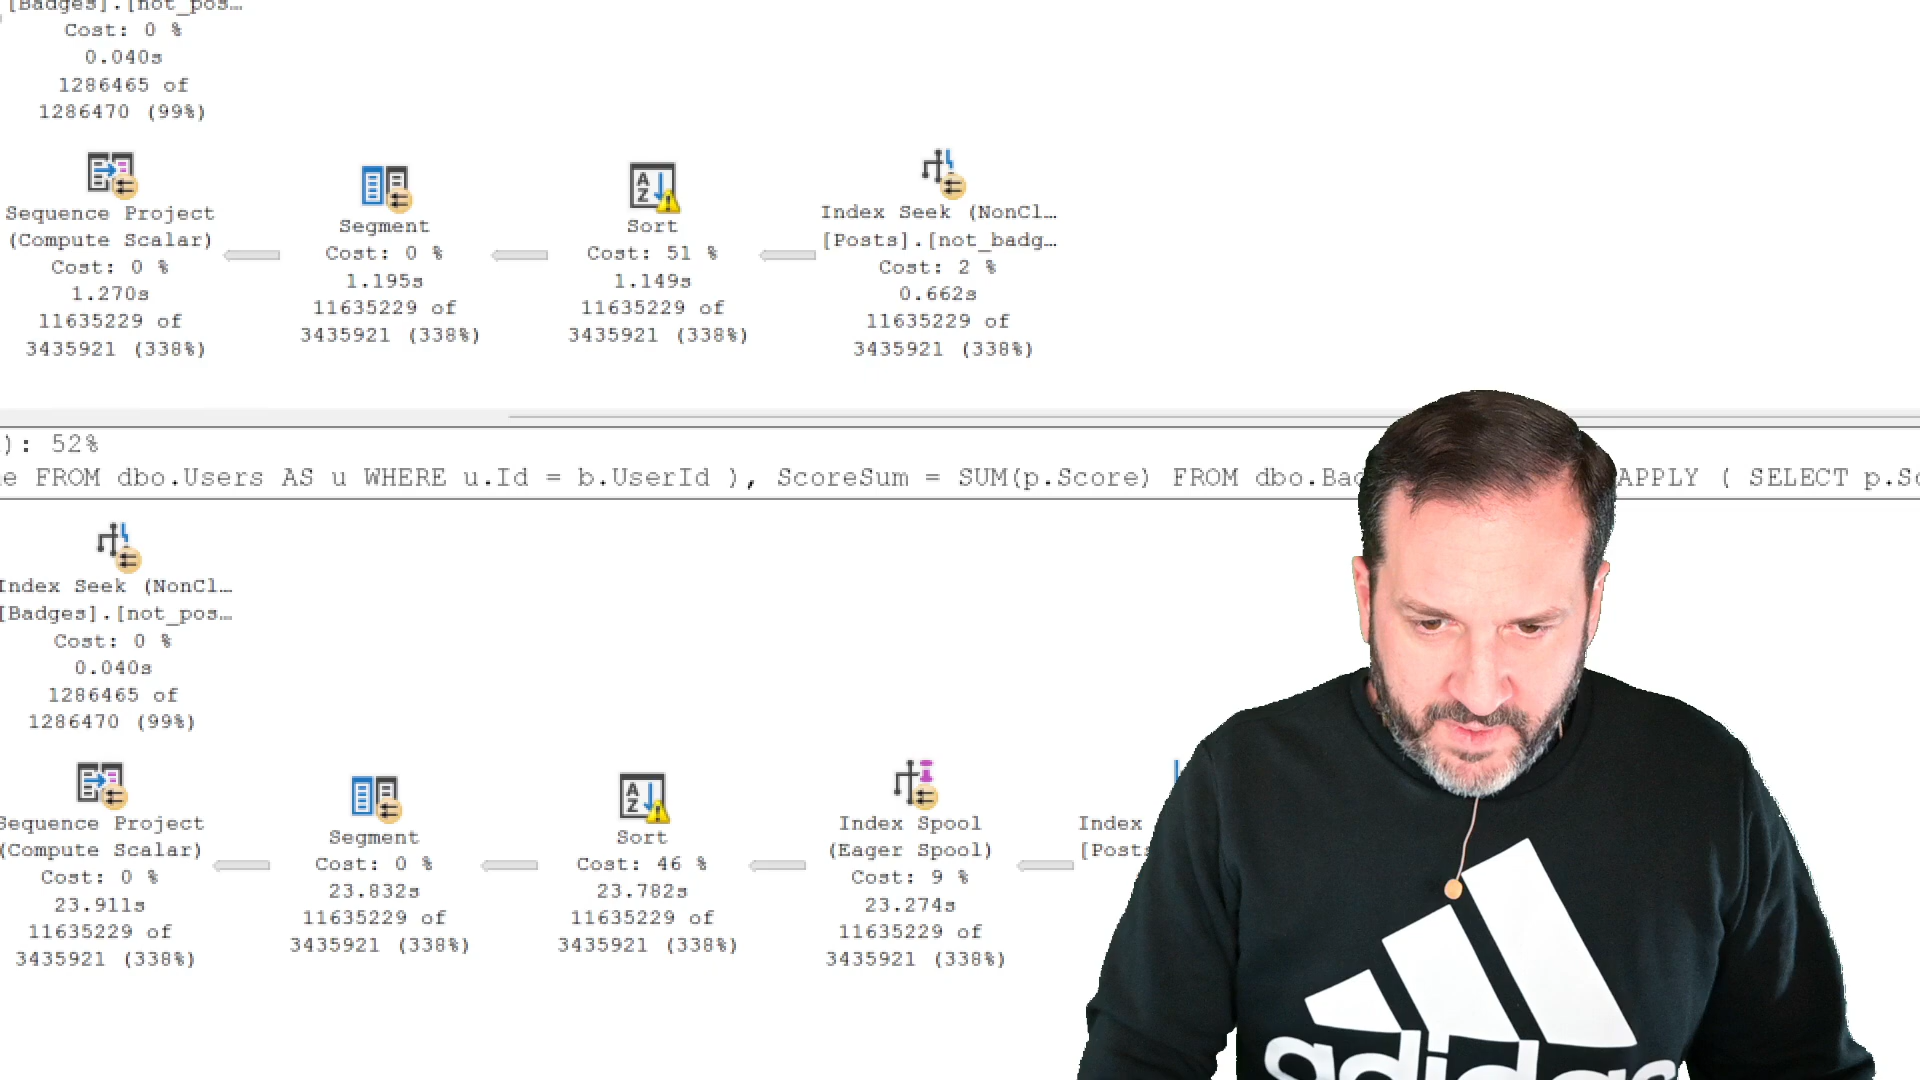 [Badges].[not_pos…
Cost: 0 %
0.040s
1286465 of
1286470 (99%)
Sequence Project
(Compute Scalar)
Cost: 0 %
1.270s
11635229 of
3435921 (338%)
Segment
Cost: 0 %
1.195s
11635229 of
3435921 (338%)
Sort
Cost: 51 %
1.149s
11635229 of
3435921 (338%)
Index Seek (NonCl…
[Posts].[not_badg…
Cost: 2 %
0.662s
11635229 of
3435921 (338%)
): 52%
e FROM dbo.Users AS u WHERE u.Id = b.UserId ), ScoreSum = SUM(p.Score) FROM dbo.Bad APPLY ( SELECT p.Sc
Index Seek (NonCl…
[Badges].[not_pos…
Cost: 0 %
0.040s
1286465 of
1286470 (99%)
Sequence Project
(Compute Scalar)
Cost: 0 %
23.911s
11635229 of
3435921 (338%)
Segment
Cost: 0 %
23.832s
11635229 of
3435921 (338%)
Sort
Cost: 46 %
23.782s
11635229 of
3435921 (338%)
Index Spool
(Eager Spool)
Cost: 9 %
23.274s
11635229 of
3435921 (338%)
Index
[Posts
adidas